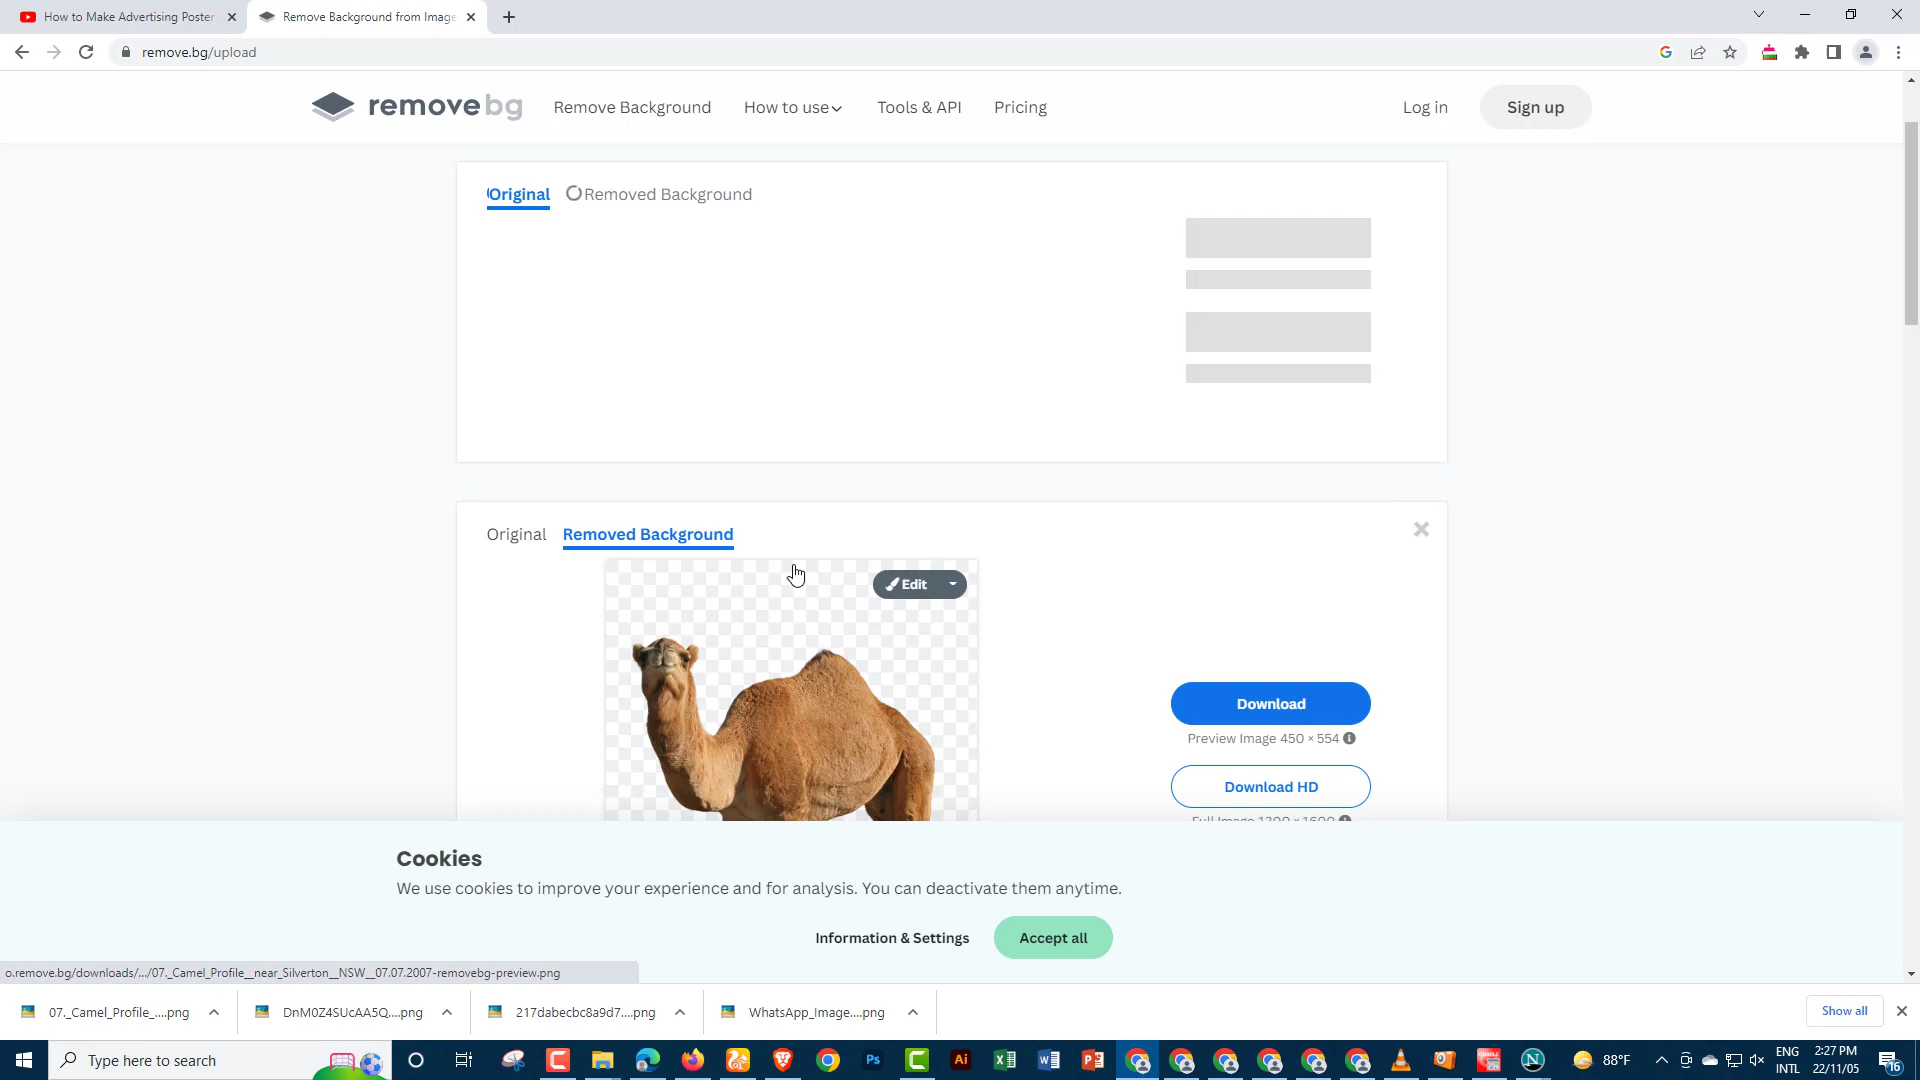 How to Make Advertising Poster
Remove Background from Image
remove.bg/upload
removebg
Remove Background
How to use
Tools & API
Pricing
Log in
Sign up
Original
Removed Background
Original
Removed Background
Edit
Download
Preview Image 450 × 554
Download HD
Cookies
We use cookies to improve your experience and for analysis. You can deactivate them anytime.
Information & Settings
Accept all
o.remove.bg/downloads/.../07._Camel_Profile__near_Silverton__NSW__07.07.2007-removebg-preview.png
07._Camel_Profile_....png
DnM0Z4SUcAA5Q....png
217dabecbc8a9d7....png
WhatsApp_Image....png
Show all
Type here to search
Ps
Ai
88°F
ENG
INTL
2:27 PM
22/11/05
16